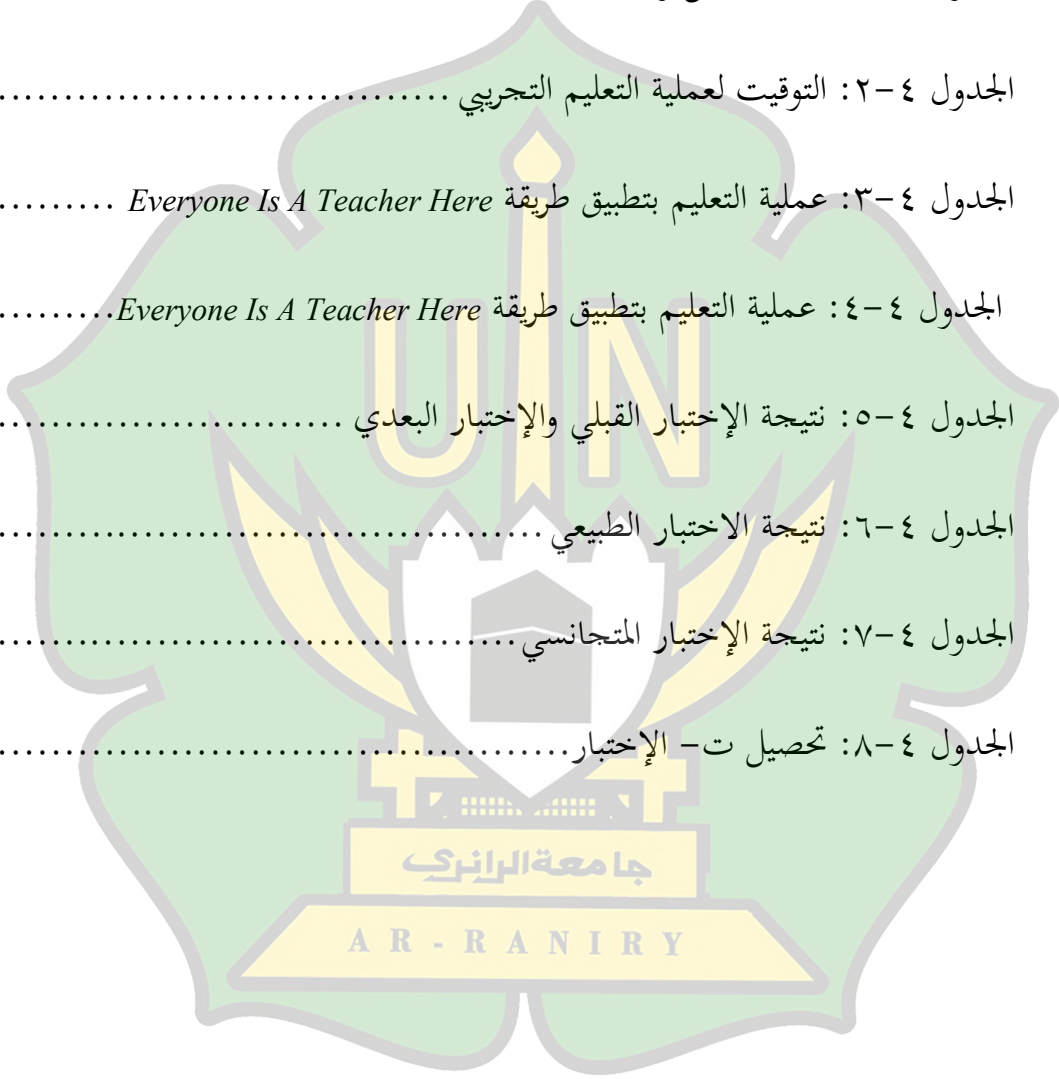 الجدول ٤-٢: التوقيت لعملية التعليم التجريبي ..................................
الجدول ٤-٣: عملية التعليم بتطبيق طريقة Everyone Is A Teacher Here ..........
الجدول ٤-٤: عملية التعليم بتطبيق طريقة Everyone Is A Teacher Here..........
الجدول ٤-٥: نتيجة الإختبار القبلي والإختبار البعدي ...........................
الجدول ٤-٦: نتيجة الاختبار الطبيعي..........................................
الجدول ٤-٧: نتيجة الإختبار المتجانسي........................................
الجدول ٤-٨: تحصيل ت- الإختبار............................................
UIN
جامعةالرانري
AR-RANIRY